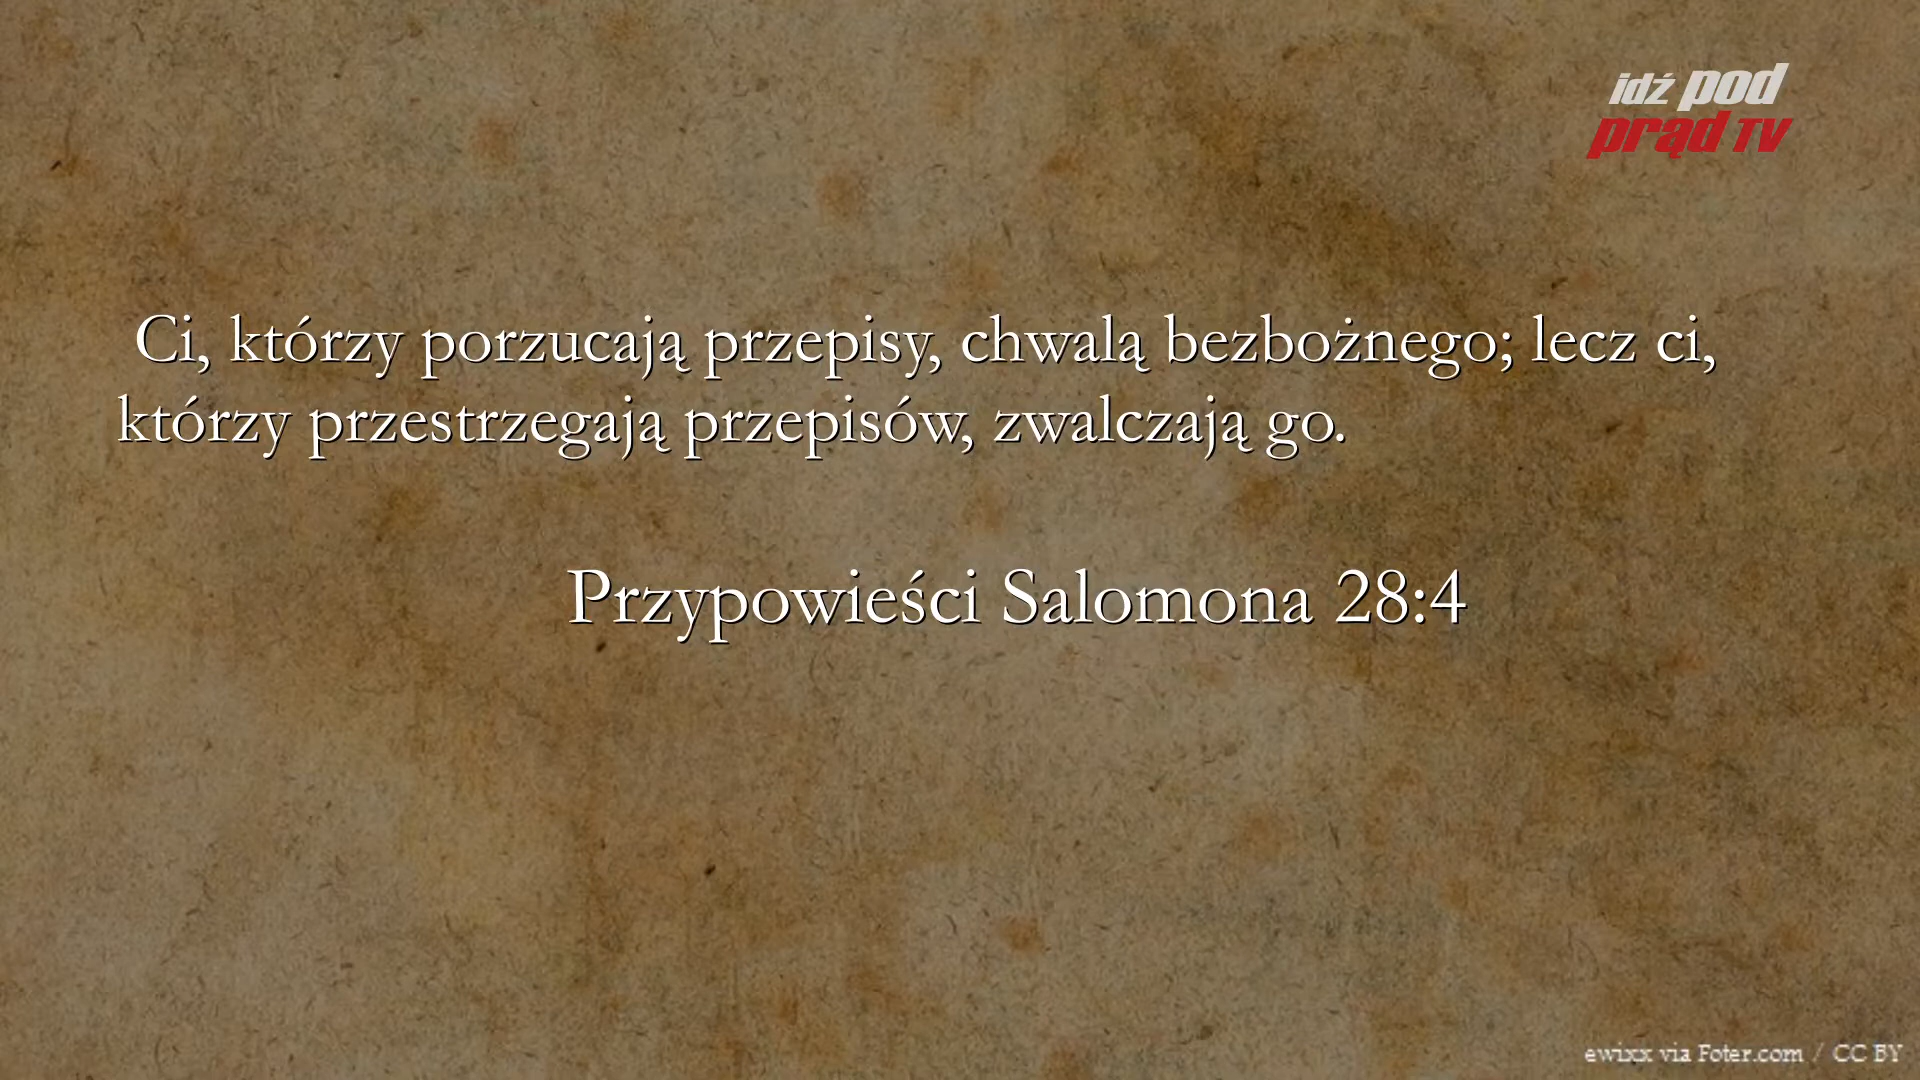 idź pod
prąd TV
Ci, którzy porzucają przepisy, chwalą bezbożnego; lecz ci,
którzy przestrzegają przepisów, zwalczają go.
Przypowieści Salomona 28:4
ewixx via Foter.com / CC BY